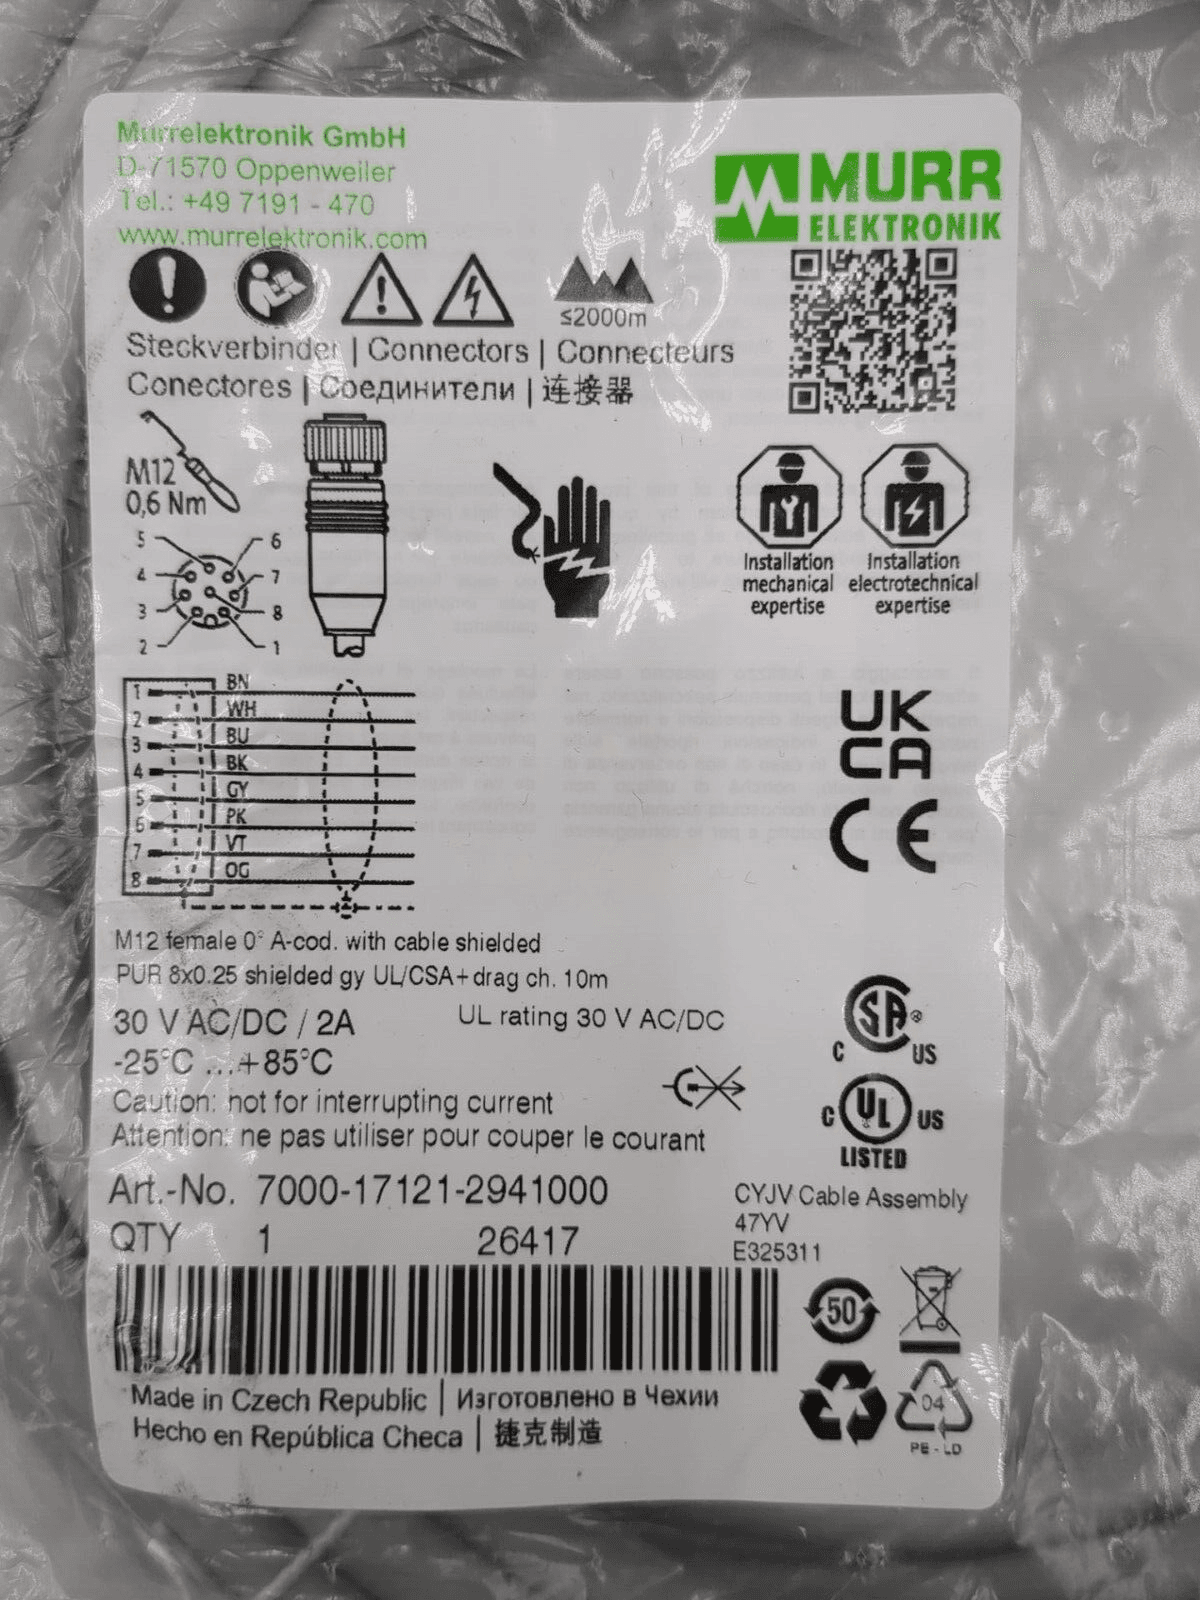 Murrelektronik GmbH
D-71570 Oppenweiler
Tel.: +49 7191 - 470
www.murrelektronik.com
MURR
ELEKTRONIK
≤2000m
Steckverbinder | Connectors | Connecteurs
Conectores | Соединители | 连接器
M12
0,6 Nm
5 6
4 7
3 8
2 1
Installation mechanical expertise
Installation electrotechnical expertise
1 BN
2 WH
3 BU
4 BK
5 GY
6 PK
7 VT
8 OG
UK
CA
CE
M12 female 0° A-cod. with cable shielded
PUR 8x0.25 shielded gy UL/CSA+drag ch. 10m
30 V AC/DC / 2A UL rating 30 V AC/DC
-25°C ...+85°C
Caution: not for interrupting current
Attention: ne pas utiliser pour couper le courant
C SA® US
C UL US
LISTED
Art.-No. 7000-17121-2941000
QTY 1 26417
CYJV Cable Assembly
47YV
E325311
50
04
PE-LD
Made in Czech Republic | Изготовлено в Чехии
Hecho en República Checa | 捷克制造